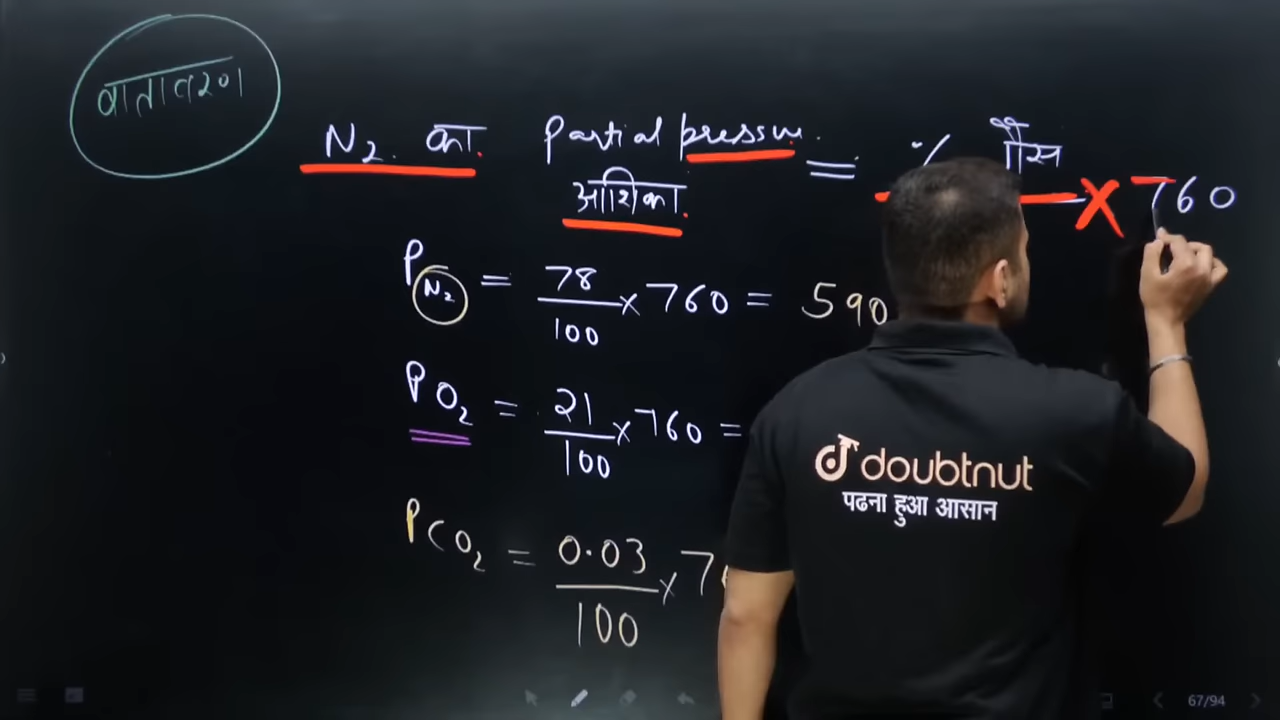 वातावरण
N₂. का. Partial pressure. = % गैस × 760
आंशिका.
P N₂ = 78/100 × 760 = 590
PO₂ = 21/100 × 760 =
PCO₂ = 0.03/100 × 7
doubtnut
पढना हुआ आसान
67/94